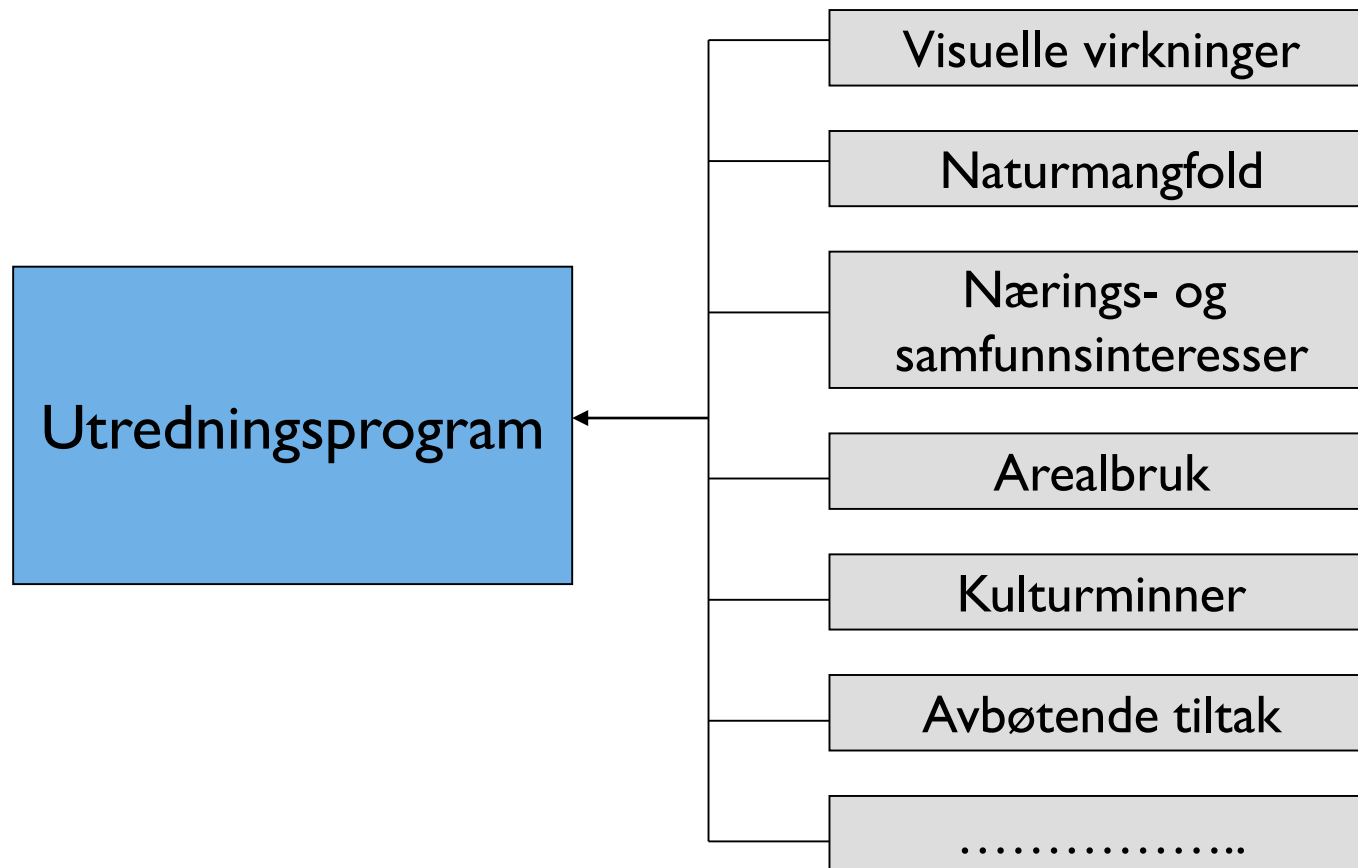 Visuelle virkninger
Naturmangfold
Nærings- og
samfunnsinteresser
Utredningsprogram
Arealbruk
Kulturminner
Avbøtende tiltak
……………..